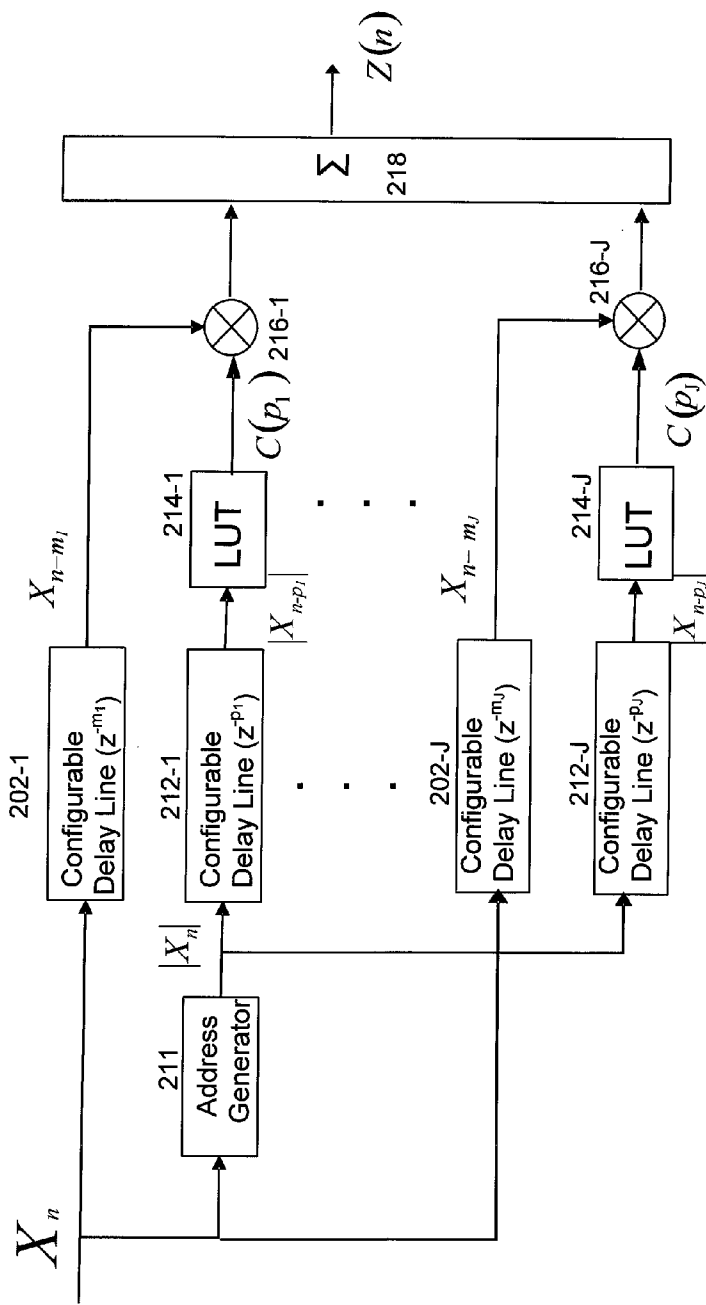 X_n
202-1
Configurable
Delay Line (z^{-m_1})
X_{n-m_1}
211
Address
Generator
|X_n|
212-1
Configurable
Delay Line (z^{-p_1})
|X_{n-p_1}|
214-1
LUT
C(p_1)
216-1
. . .
. . .
202-J
Configurable
Delay Line (z^{-m_J})
X_{n-m_J}
212-J
Configurable
Delay Line (z^{-p_J})
|X_{n-p_J}|
214-J
LUT
C(p_J)
216-J
Σ
218
Z(n)